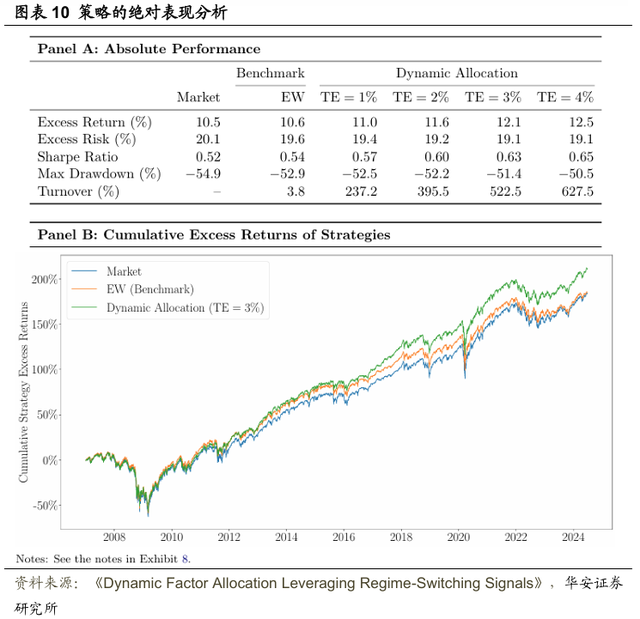 图表 10 策略的绝对表现分析
Panel A: Absolute Performance
Benchmark Dynamic Allocation
Market EW TE = 1% TE = 2% TE = 3% TE = 4%
Excess Return (%) 10.5 10.6 11.0 11.6 12.1 12.5
Excess Risk (%) 20.1 19.6 19.4 19.2 19.1 19.1
Sharpe Ratio 0.52 0.54 0.57 0.60 0.63 0.65
Max Drawdown (%) −54.9 −52.9 −52.5 −52.2 −51.4 −50.5
Turnover (%) – 3.8 237.2 395.5 522.5 627.5
Panel B: Cumulative Excess Returns of Strategies
Cumulative Strategy Excess Returns
200%
150%
100%
50%
0%
-50%
Market
EW (Benchmark)
Dynamic Allocation (TE = 3%)
2008 2010 2012 2014 2016 2018 2020 2022 2024
Notes: See the notes in Exhibit 8.
资料来源：《Dynamic Factor Allocation Leveraging Regime-Switching Signals》，华安证券
研究所